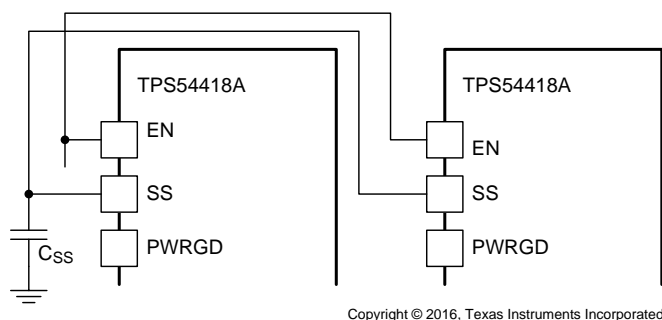 TPS54418A
EN
SS
PWRGD
CSS
TPS54418A
EN
SS
PWRGD
Copyright © 2016, Texas Instruments Incorporated